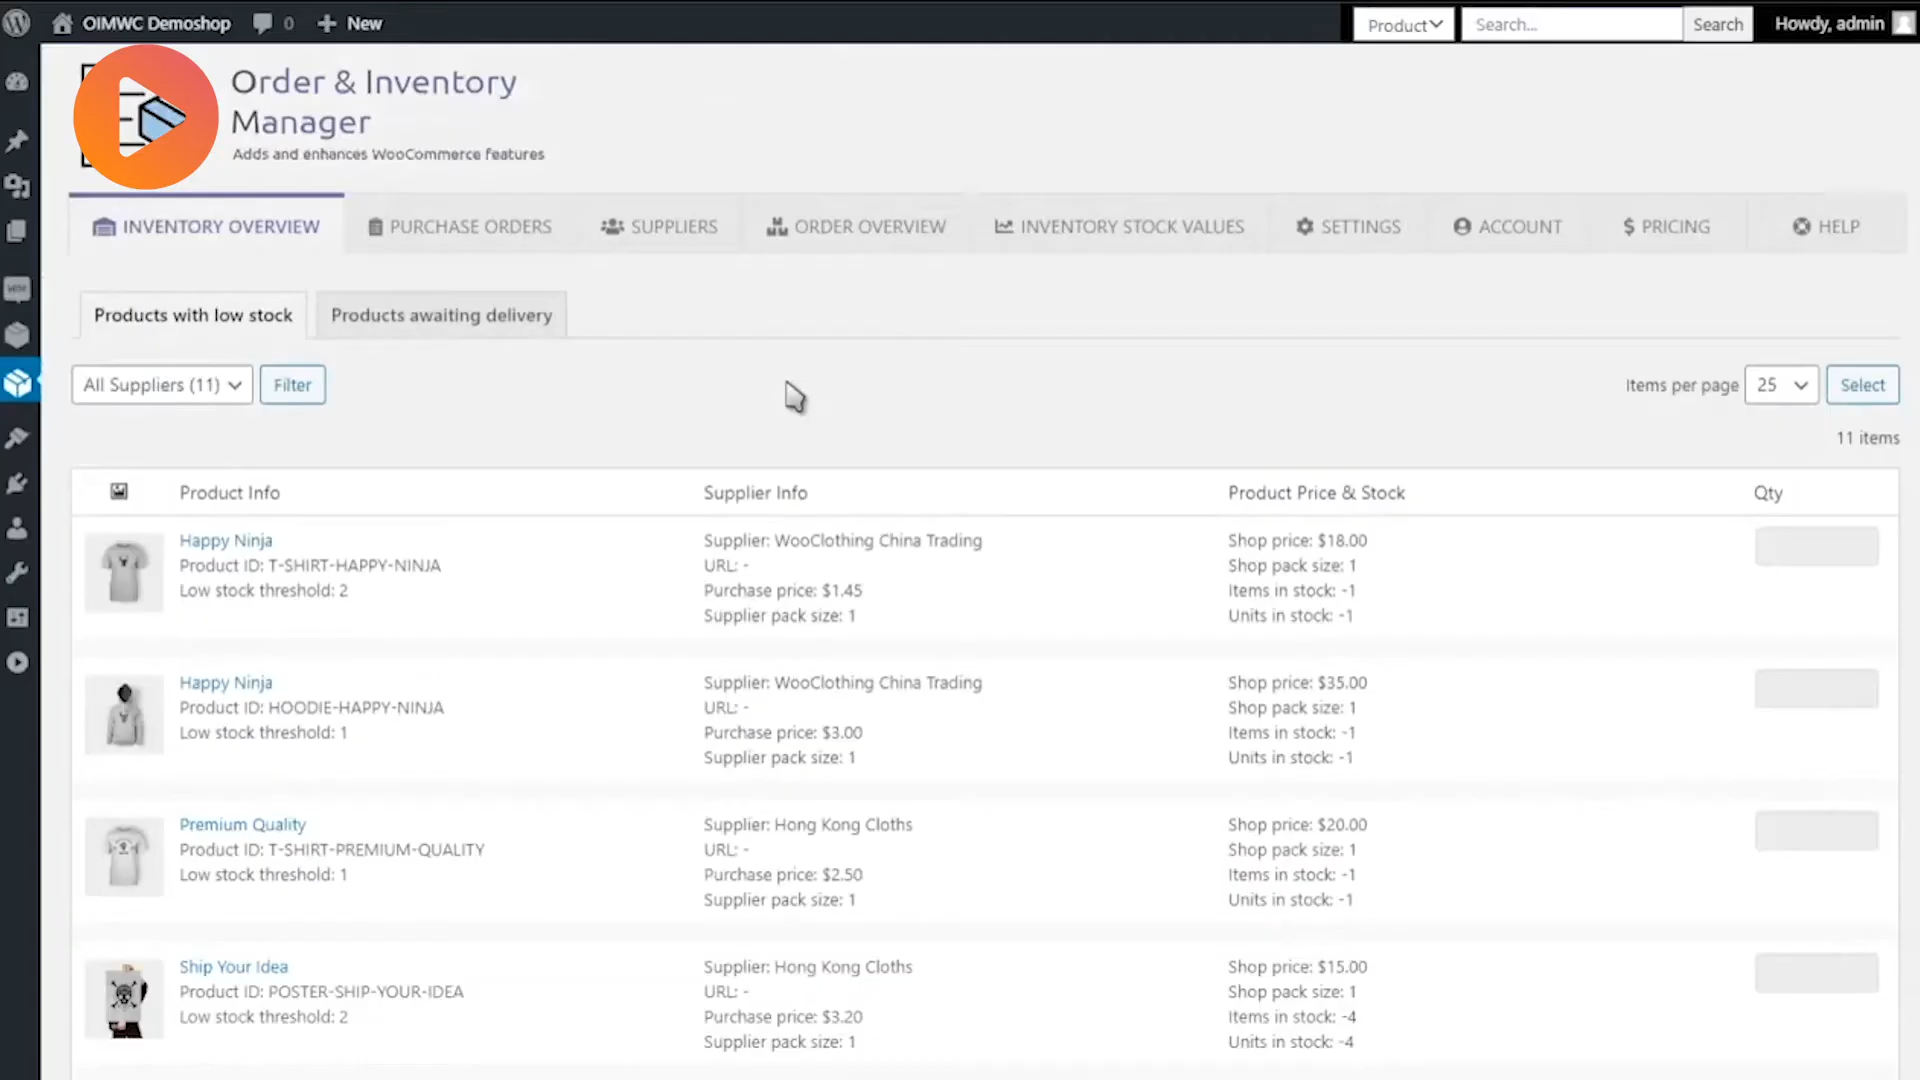 OIMWC Demoshop 0 New Product Search... Search Howdy, admin
Order & Inventory
Manager
Adds and enhances WooCommerce features
INVENTORY OVERVIEW PURCHASE ORDERS SUPPLIERS ORDER OVERVIEW INVENTORY STOCK VALUES SETTINGS ACCOUNT $ PRICING HELP
Products with low stock Products awaiting delivery
All Suppliers (11) Filter Items per page 25 Select
11 items
Product Info Supplier Info Product Price & Stock Qty
Happy Ninja Supplier: WooClothing China Trading Shop price: $18.00
Product ID: T-SHIRT-HAPPY-NINJA URL: - Shop pack size: 1
Low stock threshold: 2 Purchase price: $1.45 Items in stock: -1
Supplier pack size: 1 Units in stock: -1
Happy Ninja Supplier: WooClothing China Trading Shop price: $35.00
Product ID: HOODIE-HAPPY-NINJA URL: - Shop pack size: 1
Low stock threshold: 1 Purchase price: $3.00 Items in stock: -1
Supplier pack size: 1 Units in stock: -1
Premium Quality Supplier: Hong Kong Cloths Shop price: $20.00
Product ID: T-SHIRT-PREMIUM-QUALITY URL: - Shop pack size: 1
Low stock threshold: 1 Purchase price: $2.50 Items in stock: -1
Supplier pack size: 1 Units in stock: -1
Ship Your Idea Supplier: Hong Kong Cloths Shop price: $15.00
Product ID: POSTER-SHIP-YOUR-IDEA URL: - Shop pack size: 1
Low stock threshold: 2 Purchase price: $3.20 Items in stock: -4
Supplier pack size: 1 Units in stock: -4